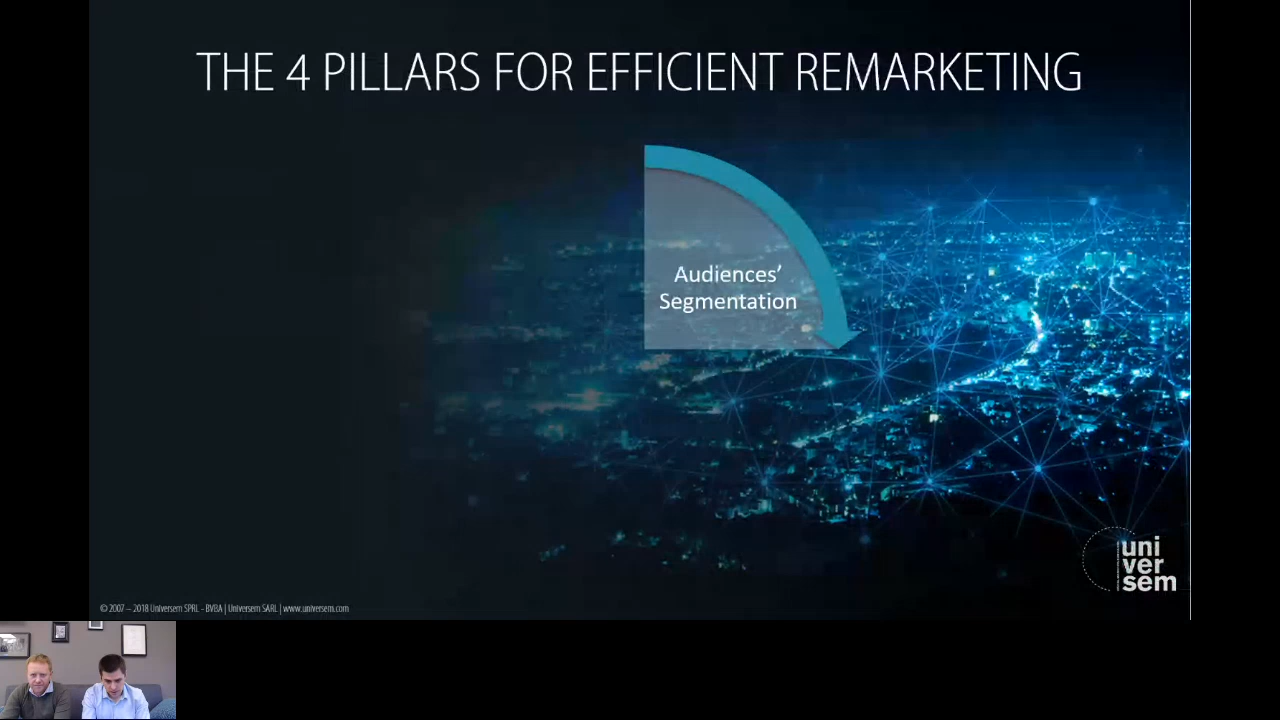 THE 4 PILLARS FOR EFFICIENT REMARKETING
Audiences’
Segmentation
uni
ver
sem
© 2007 – 2018 Universem SPRL - BVBA | Universem SARL | www.universem.com